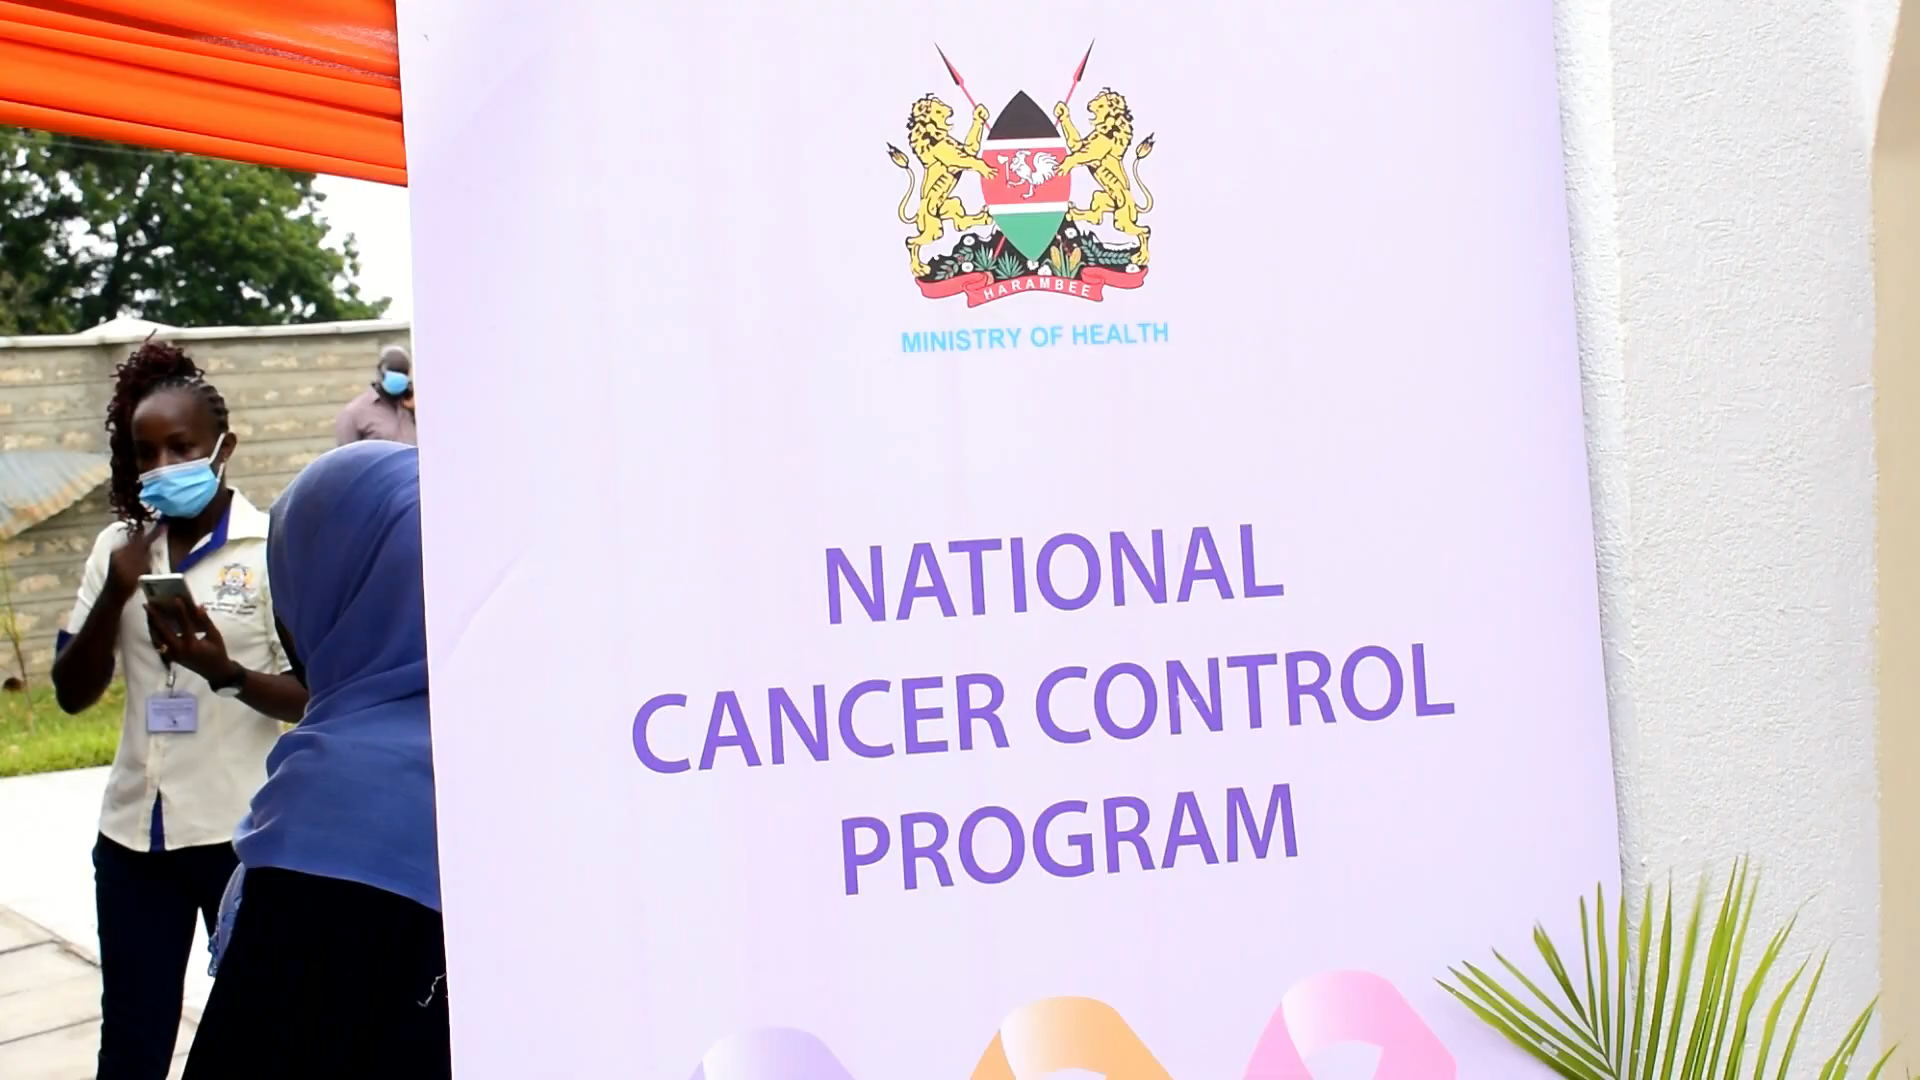 HARAMBEE
MINISTRY OF HEALTH
NATIONAL
CANCER CONTROL
PROGRAM